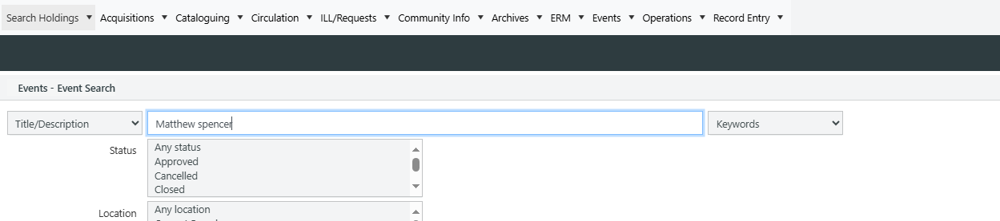 Search Holdings Acquisitions Cataloguing Circulation ILL/Requests Community Info Archives ERM Events Operations Record Entry
Events - Event Search
Title/Description Matthew spencer Keywords
Status Any status
Approved
Cancelled
Closed
Location Any location